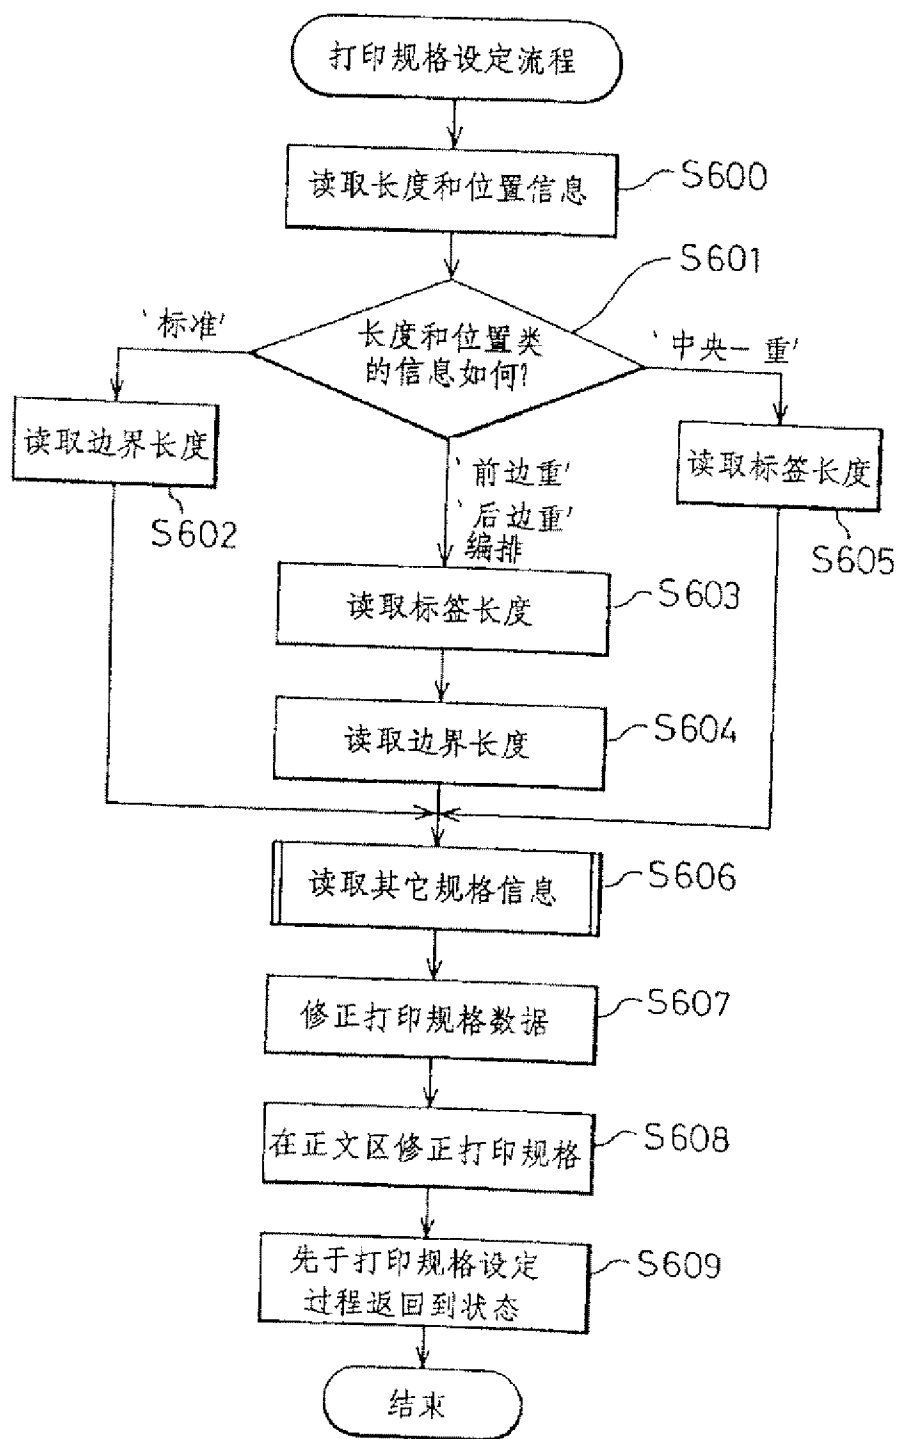 打印规格设定流程
读取长度和位置信息
S600
S601
长度和位置类
的信息如何?
‘标准’
‘中央一重’
读取边界长度
S602
‘前边重’
‘后边重’
编排
读取标签长度
S605
读取标签长度
S603
读取边界长度
S604
读取其它规格信息
S606
修正打印规格数据
S607
在正文区修正打印规格
S608
先于打印规格设定
过程返回到状态
S609
结束